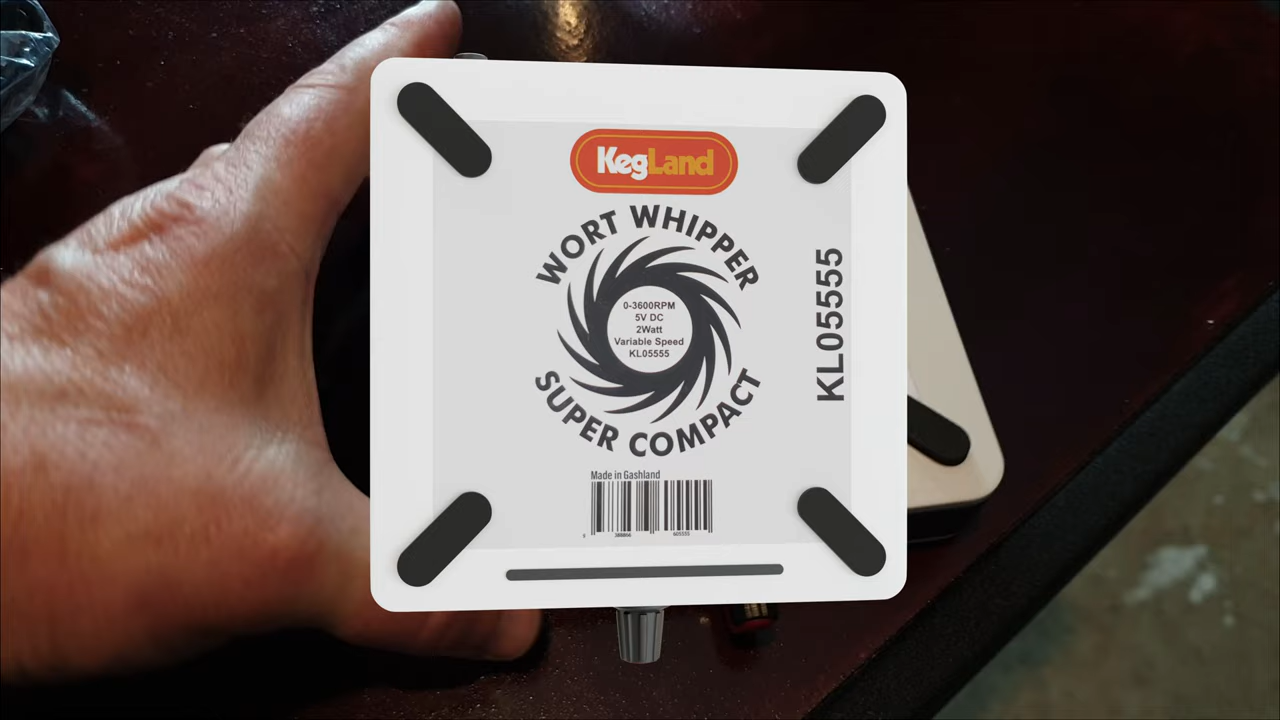 KegLand
WORT WHIPPER
0-3600RPM
5V DC
2Watt
Variable Speed
KL05555
SUPER COMPACT
KL05555
Made in Gashland